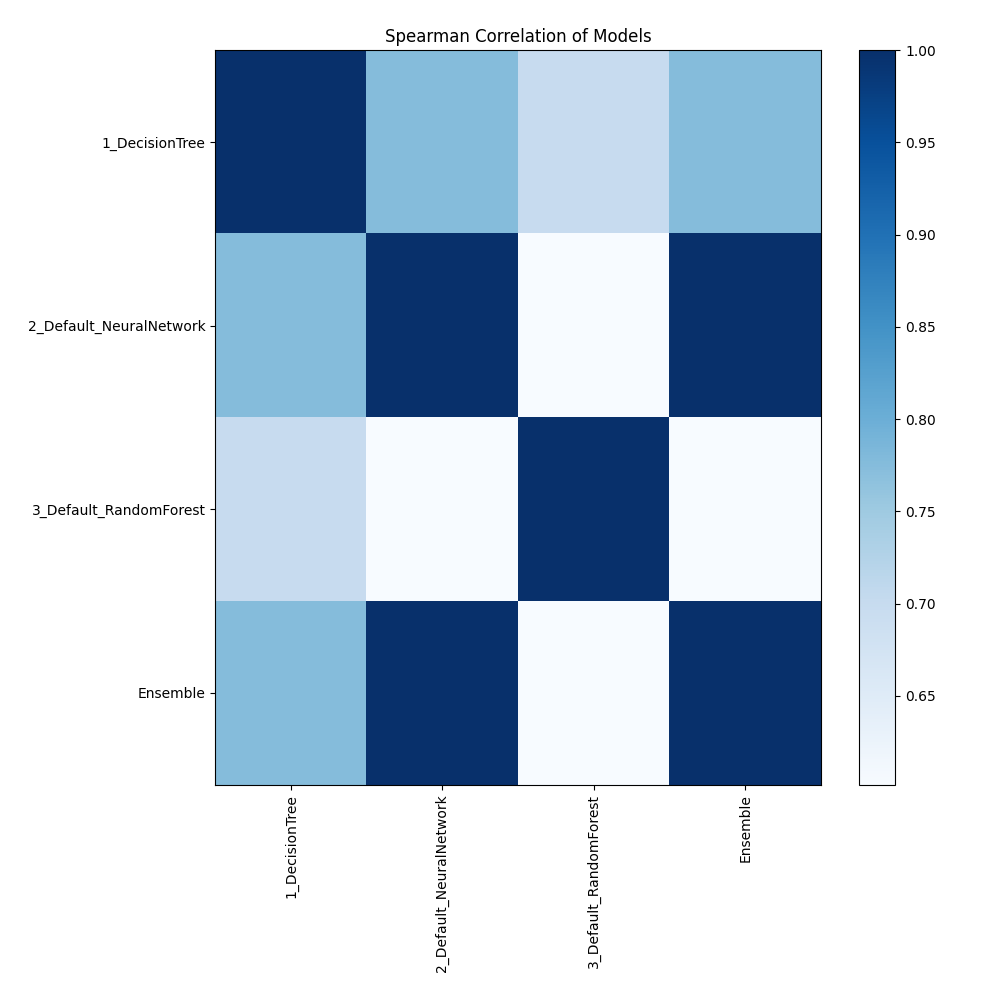 Spearman Correlation of Models
1_DecisionTree
2_Default_NeuralNetwork
3_Default_RandomForest
Ensemble
1_DecisionTree
2_Default_NeuralNetwork
3_Default_RandomForest
Ensemble
1.00
0.95
0.90
0.85
0.80
0.75
0.70
0.65